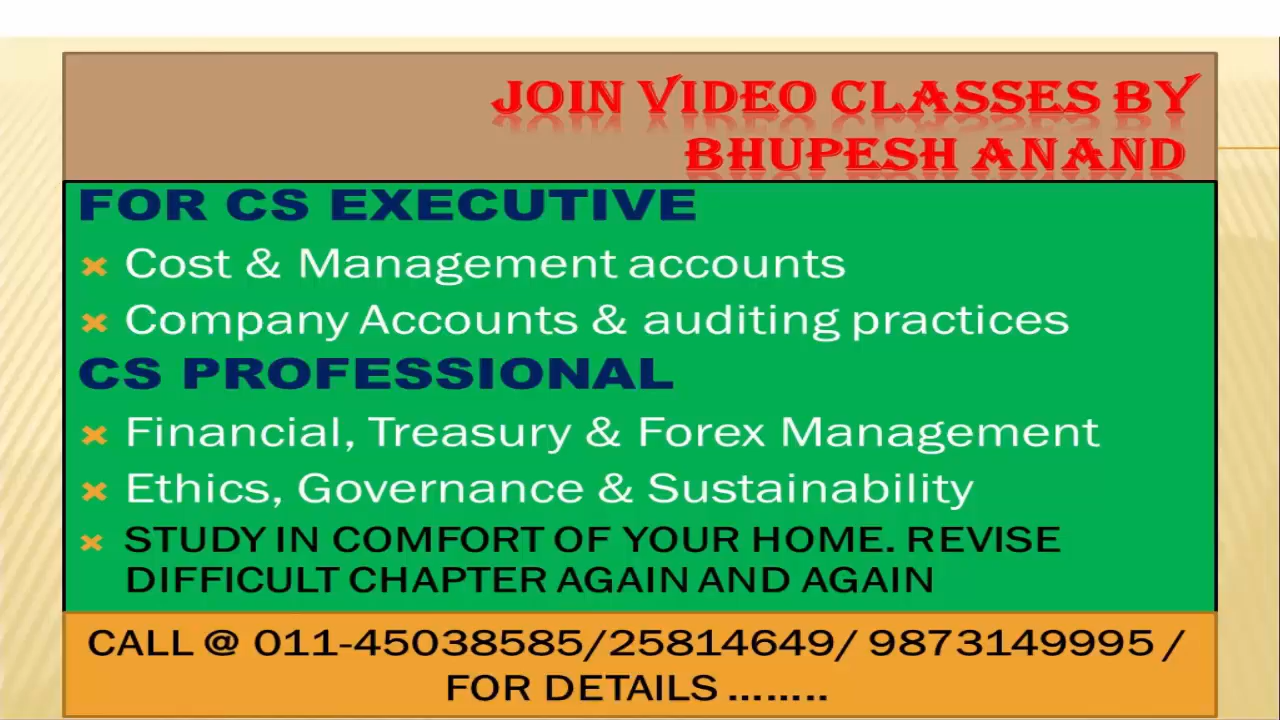 JOIN VIDEO CLASSES BY
BHUPESH ANAND
FOR CS EXECUTIVE
Cost & Management accounts
Company Accounts & auditing practices
CS PROFESSIONAL
Financial, Treasury & Forex Management
Ethics, Governance & Sustainability
STUDY IN COMFORT OF YOUR HOME. REVISE
DIFFICULT CHAPTER AGAIN AND AGAIN
CALL @ 011-45038585/25814649/ 9873149995 /
FOR DETAILS ........